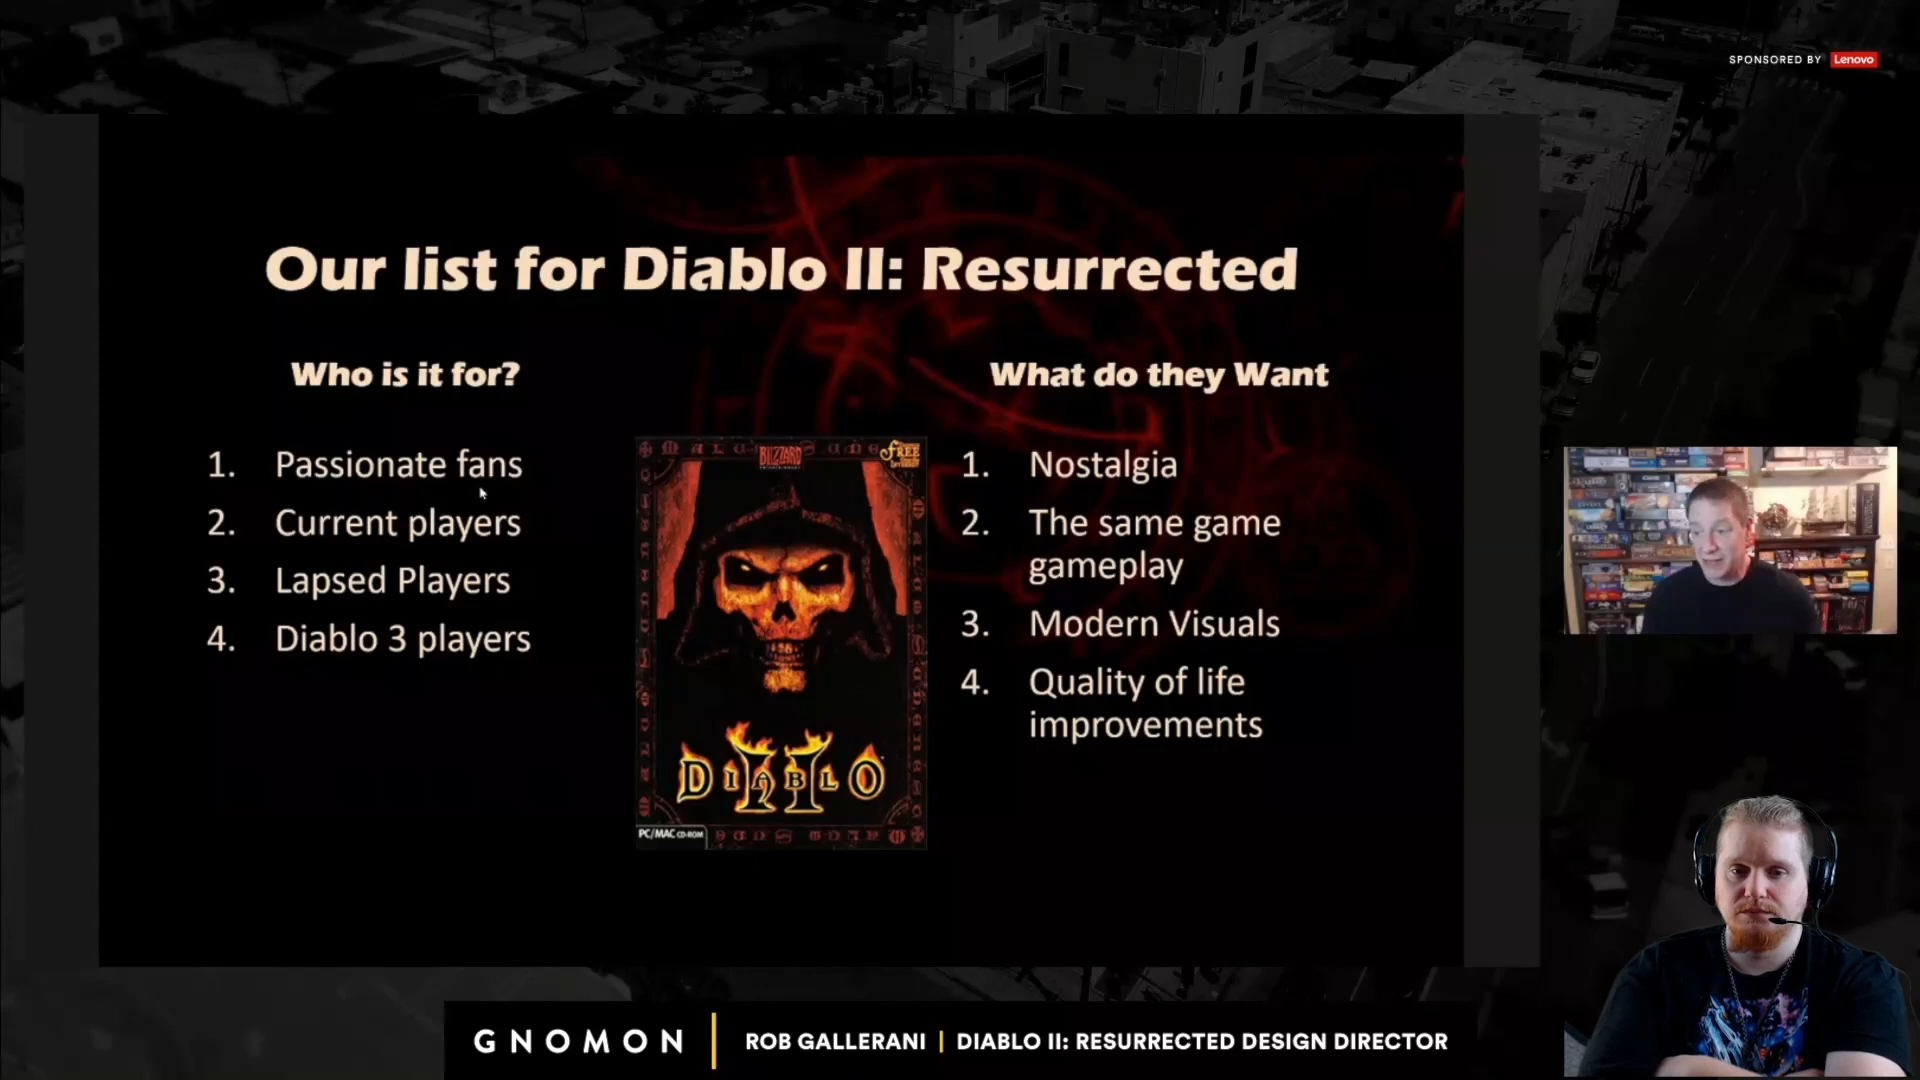 SPONSORED BY Lenovo
Our list for Diablo II: Resurrected
Who is it for?
1. Passionate fans
2. Current players
3. Lapsed Players
4. Diablo 3 players
BLIZZARD
ENTERTAINMENT
FREE
DIABLO II
PC/MAC CD-ROM
What do they Want
1. Nostalgia
2. The same game
gameplay
3. Modern Visuals
4. Quality of life
improvements
GNOMON | ROB GALLERANI | DIABLO II: RESURRECTED DESIGN DIRECTOR